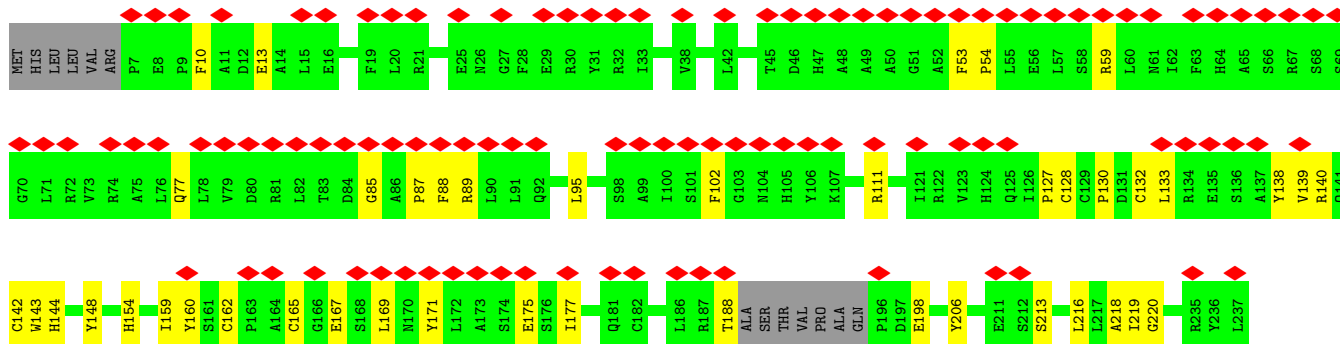 MET HIS LEU LEU VAL ARG P7 E8 P9 F10 A11 D12 E13 A14 L15 E16 F19 L20 R21 E25 N26 G27 F28 E29 R30 Y31 R32 I33 V38 L42 T45 D46 H47 A48 A49 A50 G51 A52 F53 P54 L55 E56 L57 S58 R59 L60 N61 I62 F63 H64 A65 S66 R67 S68 S69
G70 L71 R72 V73 R74 A75 L76 Q77 L78 V79 D80 R81 L82 T83 D84 G85 A86 P87 F88 R89 L90 L91 Q92 L95 S98 A99 I100 S101 F102 G103 N104 H105 Y106 K107 R111 I121 R122 V123 H124 Q125 I126 P127 C128 C129 P130 D131 C132 L133 R134 E135 S136 A137 Y138 V139 R140 Q141
C142 W143 H144 Y148 H154 I159 Y160 S161 C162 P163 A164 C165 G166 E167 S168 L169 N170 Y171 L172 A173 S174 E175 S176 I177 Q181 C182 L186 R187 T188 ALA SER THR VAL PRO ALA GLN P196 D197 E198 Y206 E211 S212 S213 L216 L217 A218 I219 G220 R235 Y236 L237